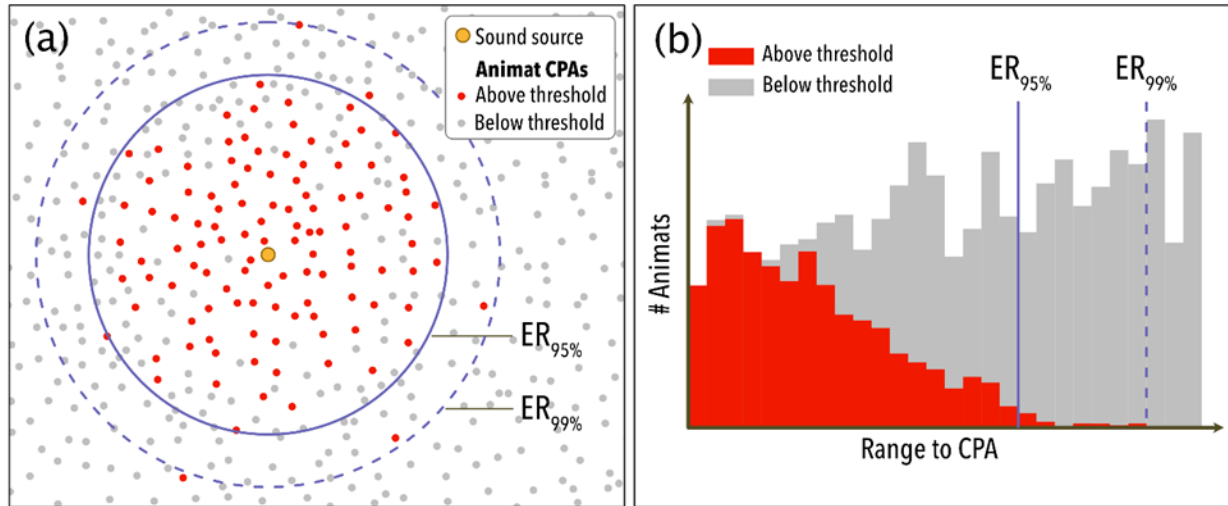 (a)
Sound source
Animat CPAs
Above threshold
Below threshold
ER95%
ER99%
(b)
Above threshold
Below threshold
ER95%
ER99%
# Animats
Range to CPA